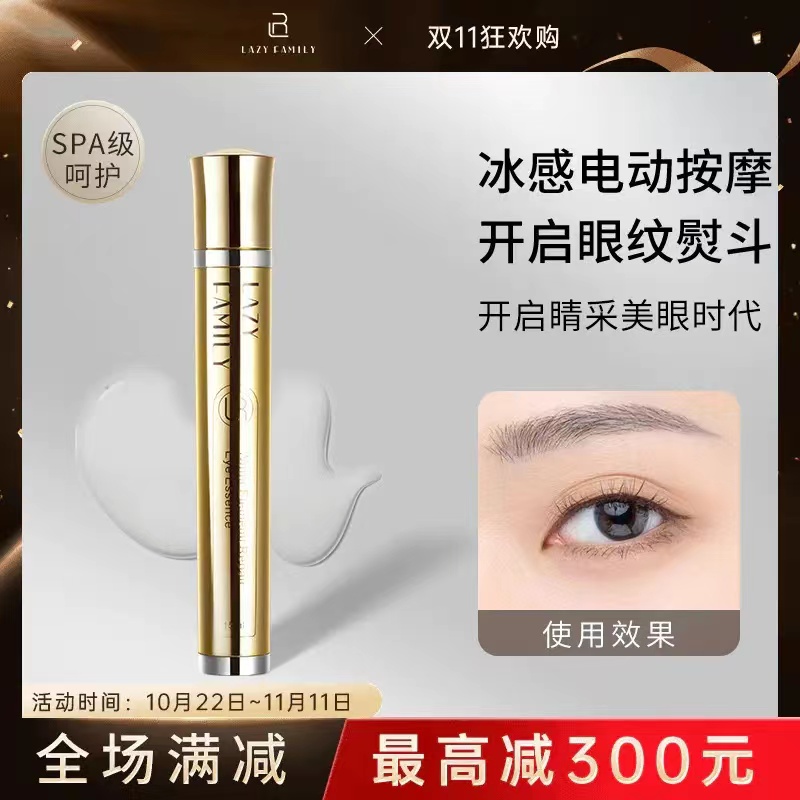 LAZY FAMILY × 双11狂欢购
SPA级
呵护
冰感电动按摩
开启眼纹熨斗
开启睛采美眼时代
LAZY
FAMILY
Eye Essence
使用效果
活动时间：10月22日~11月11日
全场满减
最高减300元